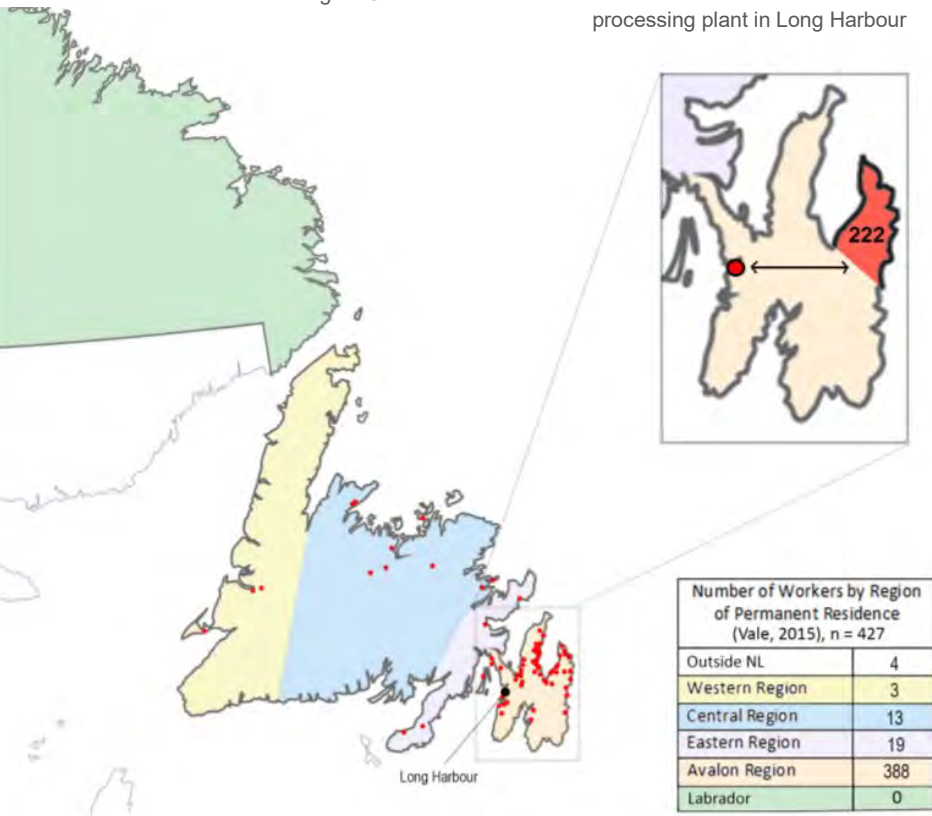 processing plant in Long Harbour
222
Long Harbour
Number of Workers by Region
of Permanent Residence
(Vale, 2015), n = 427
Outside NL 4
Western Region 3
Central Region 13
Eastern Region 19
Avalon Region 388
Labrador 0